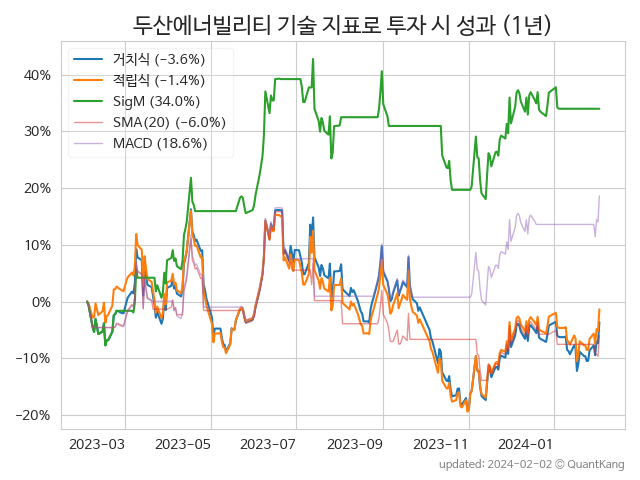 두산에너빌리티 기술 지표로 투자 시 성과 (1년)
거치식 (−3.6%)
적립식 (−1.4%)
SigM (34.0%)
SMA(20) (−6.0%)
MACD (18.6%)
40%
30%
20%
10%
0%
−10%
−20%
2023-03 2023-05 2023-07 2023-09 2023-11 2024-01
updated: 2024-02-02 © QuantKang